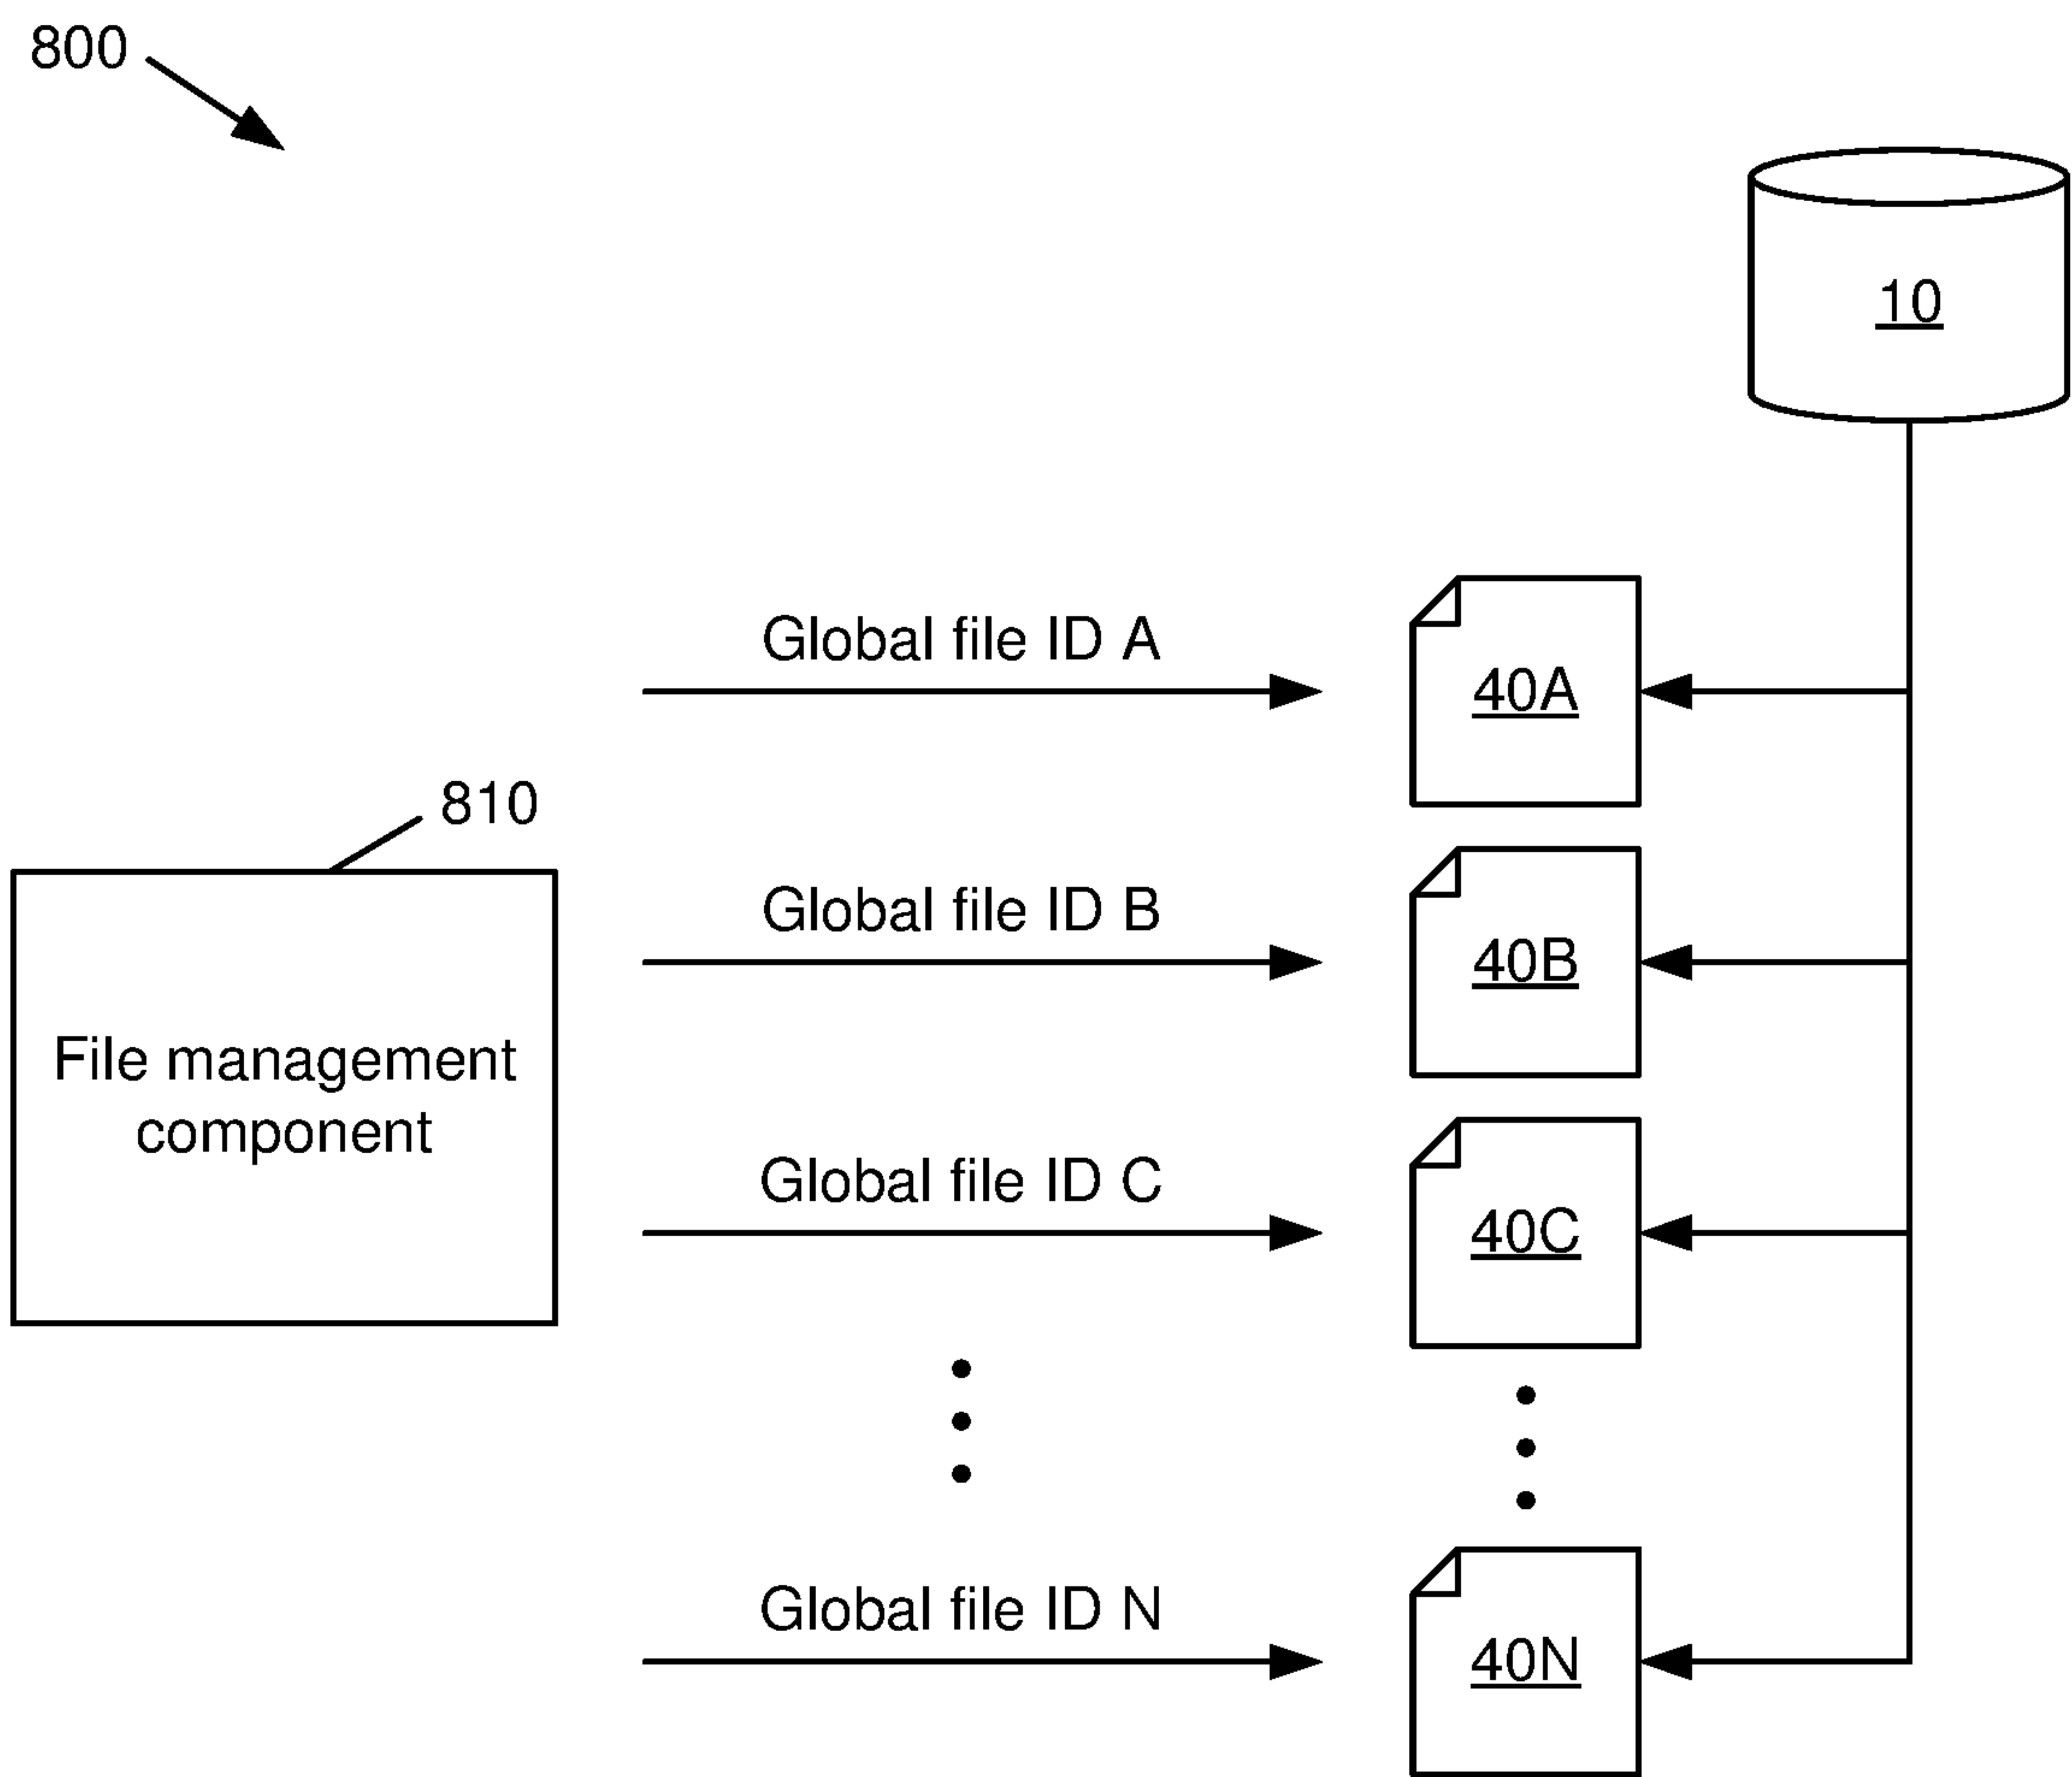 800
10
Global file ID A
40A
810
Global file ID B
40B
File management
component
Global file ID C
40C
Global file ID N
40N